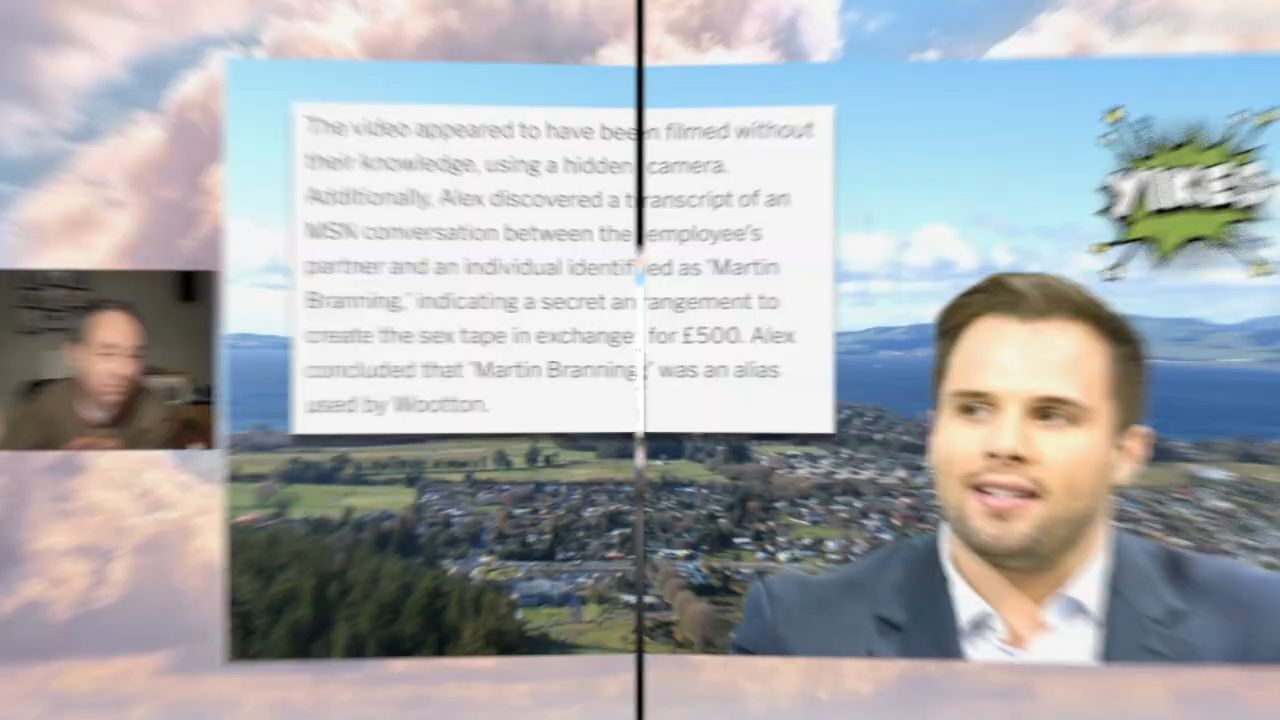 The video appeared to have been filmed without
their knowledge, using a hidden camera.
Additionally, Alex discovered a transcript of an
MSN conversation between the employee's
partner and an individual identified as 'Martin
Branning,' indicating a secret arrangement to
create the sex tape in exchange for £500. Alex
concluded that 'Martin Branning' was an alias
used by Wootton.
YIKES